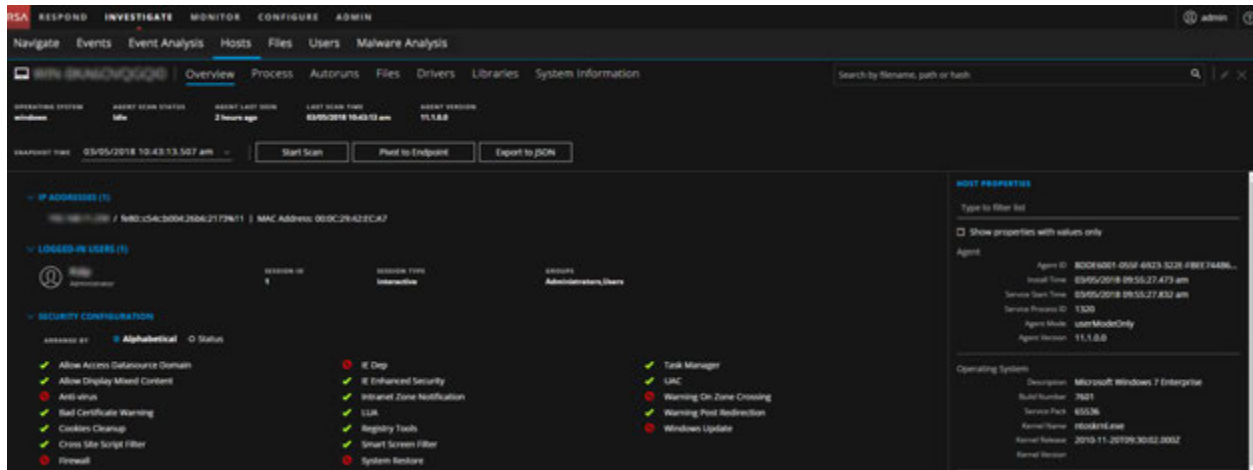 RSA RESPOND INVESTIGATE MONITOR CONFIGURE ADMIN admin
Navigate Events Event Analysis Hosts Files Users Malware Analysis
Overview Process Autoruns Files Drivers Libraries System Information Search by filename, path or hash
OPERATING SYSTEM AGENT SCAN STATUS AGENT LAST SEEN LAST SCAN TIME AGENT VERSION
windows Idle 2 hours ago 03/05/2018 10:43:13 am 11.1.0.0
SNAPSHOT TIME 03/05/2018 10:43:13.507 am Start Scan Pivot to Endpoint Export to JSON
IP ADDRESSES (1)
MAC Address: 00:0C:29:42:EC:A7
LOGGED-IN USERS (1)
SESSION ID SESSION TYPE GROUPS
Administrator 1 Interactive Administrators,Users
SECURITY CONFIGURATION
ARRANGE BY Alphabetical Status
Allow Access Datasource Domain IE Dep Task Manager
Allow Display Mixed Content IE Enhanced Security UAC
Anti-virus Intranet Zone Notification Warning On Zone Crossing
Bad Certificate Warning LUA Warning Post Redirection
Cookies Cleanup Registry Tools Windows Update
Cross Site Script Filter Smart Screen Filter
Firewall System Restore
HOST PROPERTIES
Type to filter list
Show properties with values only
Agent
Agent ID
Install Time 03/05/2018 09:55:27.473 am
Service Start Time 03/05/2018 09:55:27.832 am
Service Process ID 1320
Agent Mode userModeOnly
Agent Version 11.1.0.0
Operating System
Description Microsoft Windows 7 Enterprise
Build Number 7601
Service Pack 65536
Kernel Name ntoskrnl.exe
Kernel Release 2010-11-20T09:30:02.000Z
Kernel Version